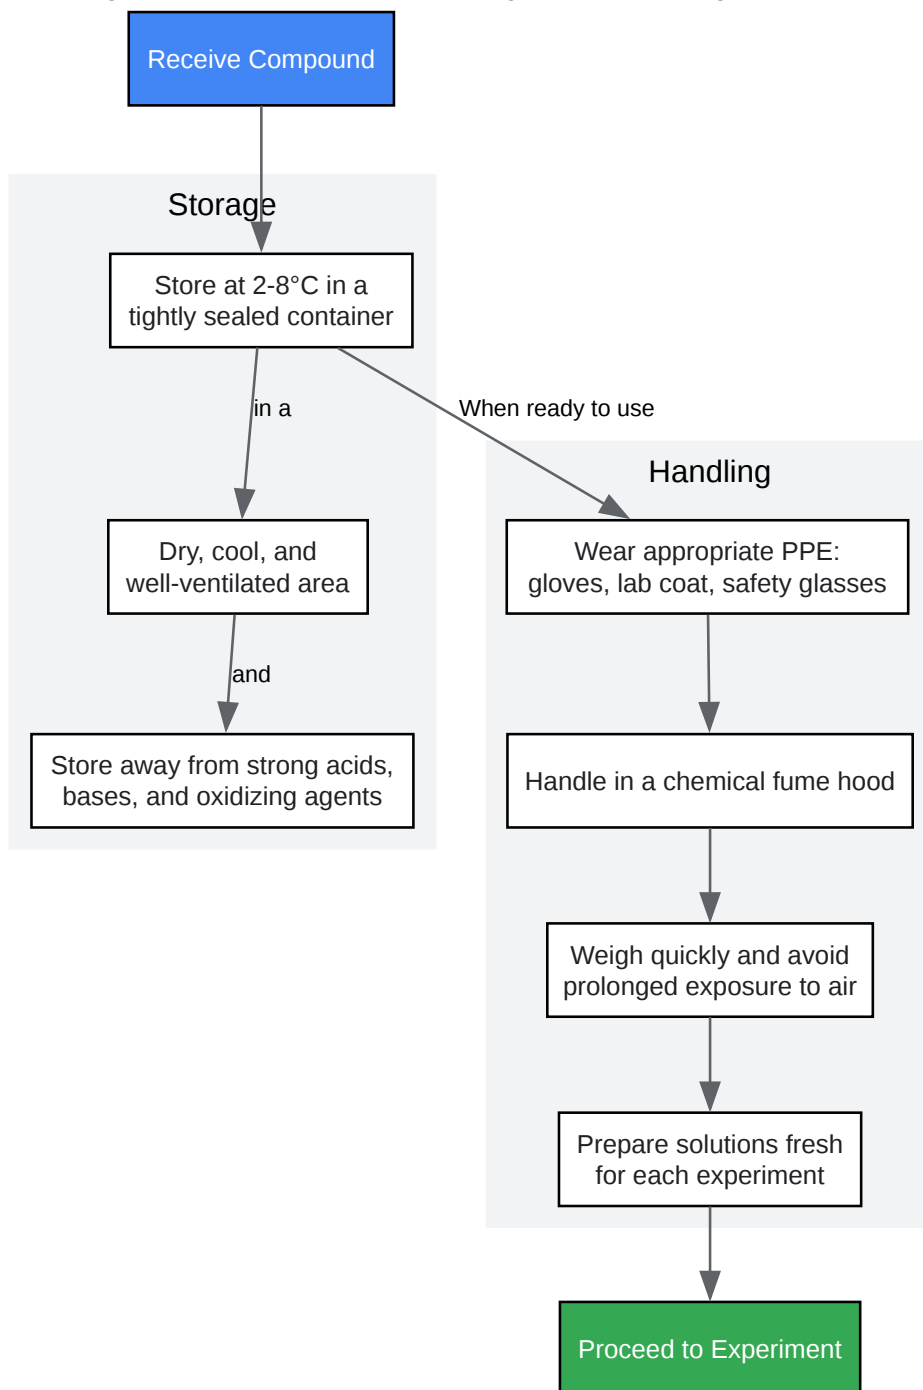 Receive Compound
Storage
Store at 2-8°C in a
tightly sealed container
in a
When ready to use
Handling
Dry, cool, and
well-ventilated area
Wear appropriate PPE:
gloves, lab coat, safety glasses
and
Store away from strong acids,
bases, and oxidizing agents
Handle in a chemical fume hood
Weigh quickly and avoid
prolonged exposure to air
Prepare solutions fresh
for each experiment
Proceed to Experiment